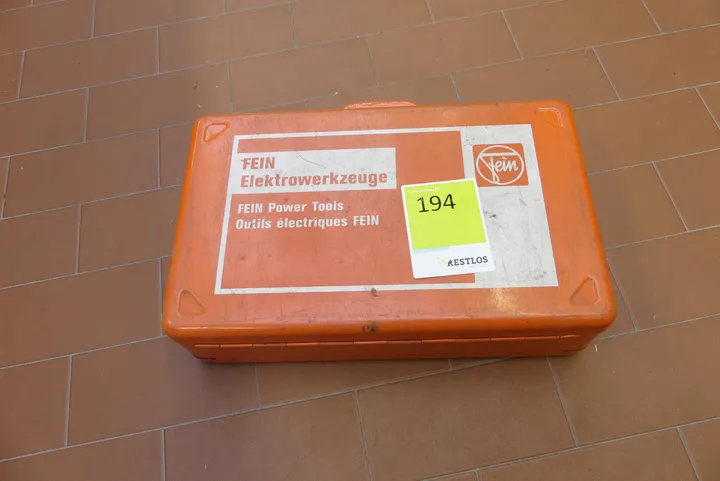 FEIN
Elektrowerkzeuge
FEIN Power Tools
Outils électriques FEIN
Fein
194
RESTLOS